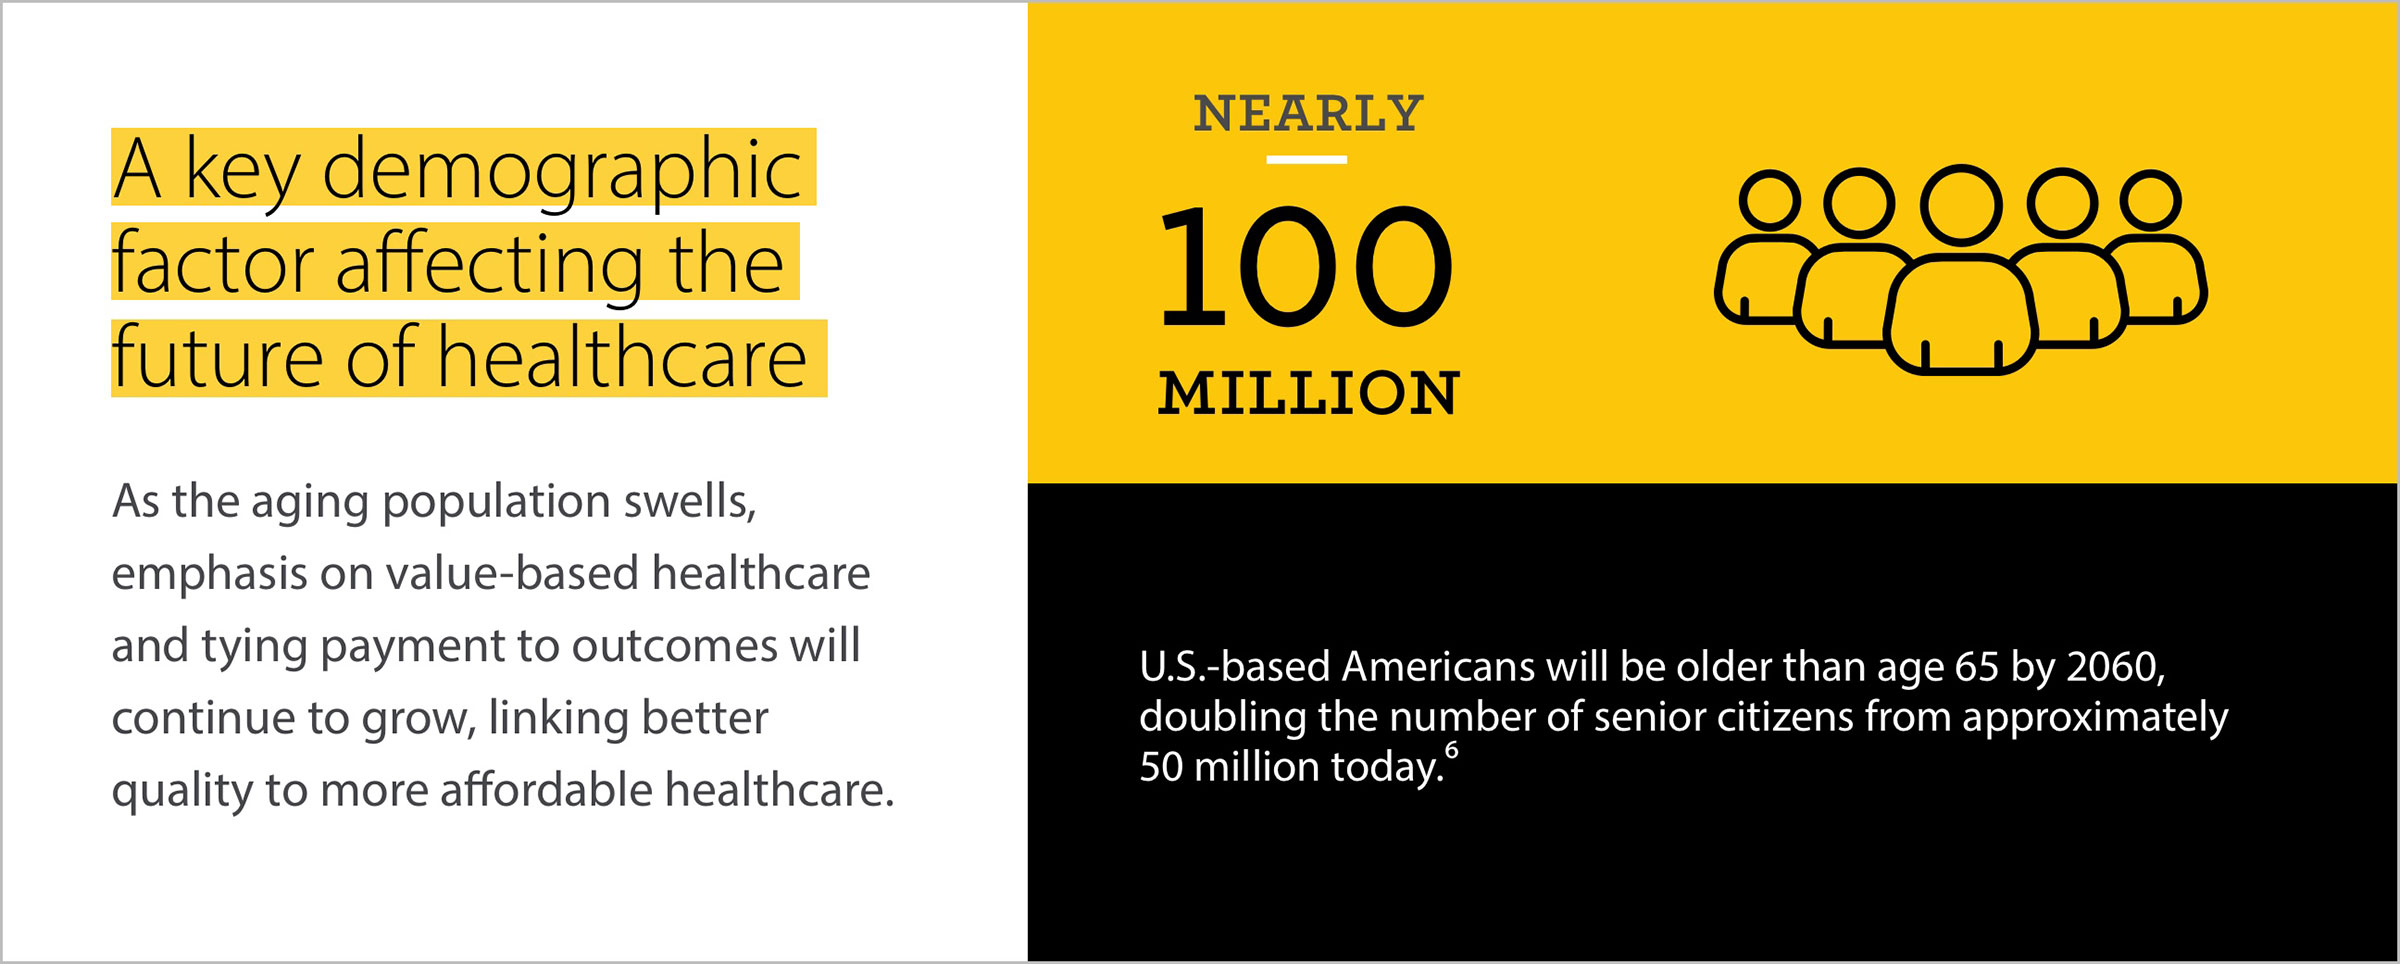 A key demographic
factor affecting the
future of healthcare
As the aging population swells,
emphasis on value-based healthcare
and tying payment to outcomes will
continue to grow, linking better
quality to more affordable healthcare.
NEARLY
100
MILLION
U.S.-based Americans will be older than age 65 by 2060,
doubling the number of senior citizens from approximately
50 million today.⁶